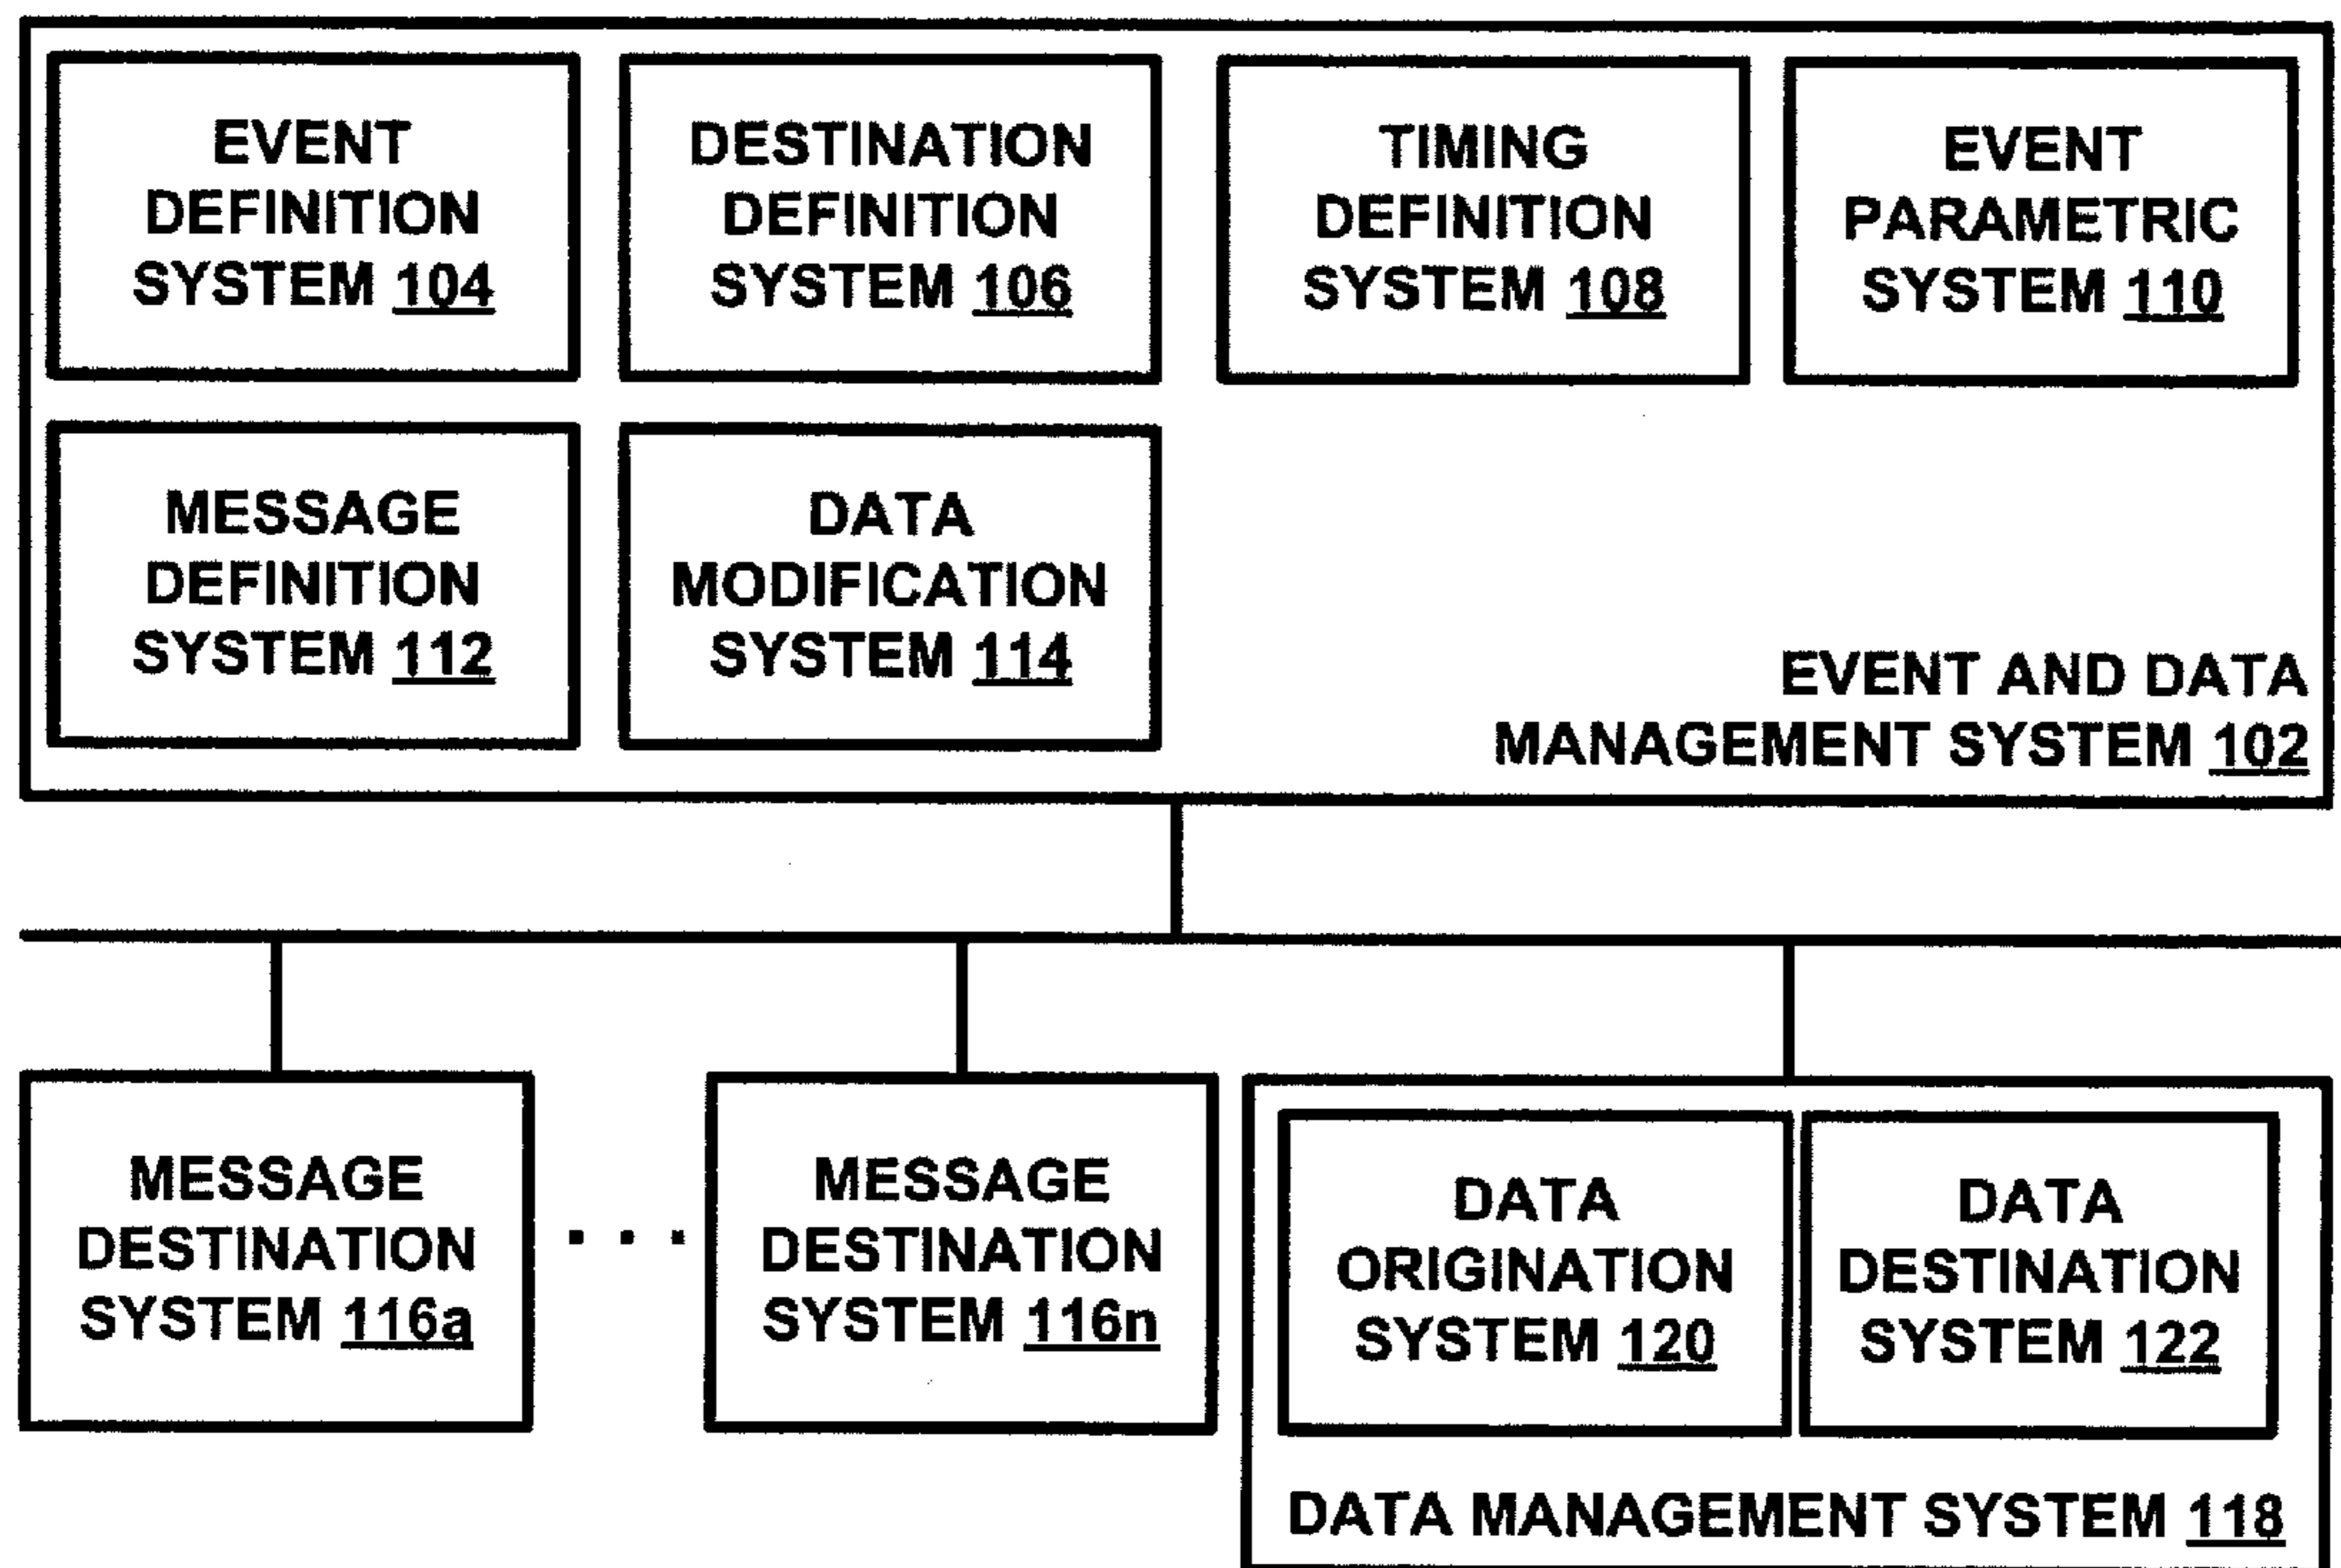 EVENT
DEFINITION
SYSTEM 104
DESTINATION
DEFINITION
SYSTEM 106
TIMING
DEFINITION
SYSTEM 108
EVENT
PARAMETRIC
SYSTEM 110
MESSAGE
DEFINITION
SYSTEM 112
DATA
MODIFICATION
SYSTEM 114
EVENT AND DATA
MANAGEMENT SYSTEM 102
MESSAGE
DESTINATION
SYSTEM 116a
. . .
MESSAGE
DESTINATION
SYSTEM 116n
DATA
ORIGINATION
SYSTEM 120
DATA
DESTINATION
SYSTEM 122
DATA MANAGEMENT SYSTEM 118